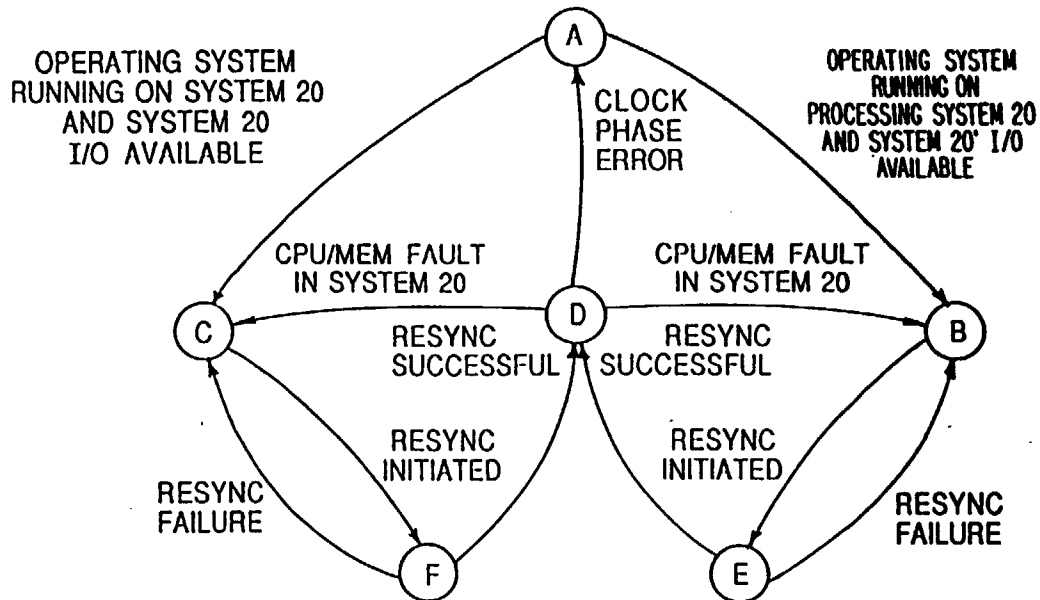 A
OPERATING SYSTEM
RUNNING ON SYSTEM 20
AND SYSTEM 20
I/O AVAILABLE
CLOCK
PHASE
ERROR
OPERATING SYSTEM
RUNNING ON
PROCESSING SYSTEM 20
AND SYSTEM 20' I/O
AVAILABLE
CPU/MEM FAULT
IN SYSTEM 20
CPU/MEM FAULT
IN SYSTEM 20
C
D
B
RESYNC
SUCCESSFUL
RESYNC
SUCCESSFUL
RESYNC
INITIATED
RESYNC
INITIATED
RESYNC
FAILURE
RESYNC
FAILURE
F
E